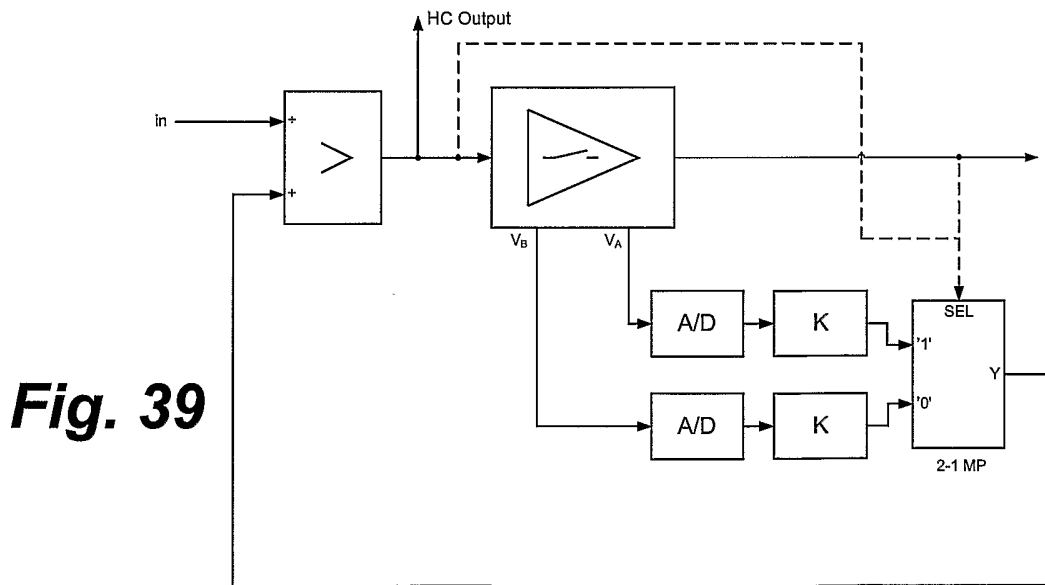 HC Output
in
+
+
>
V_B
V_A
SEL
A/D
K
'1'
Y
A/D
K
'0'
2-1 MP
Fig. 39